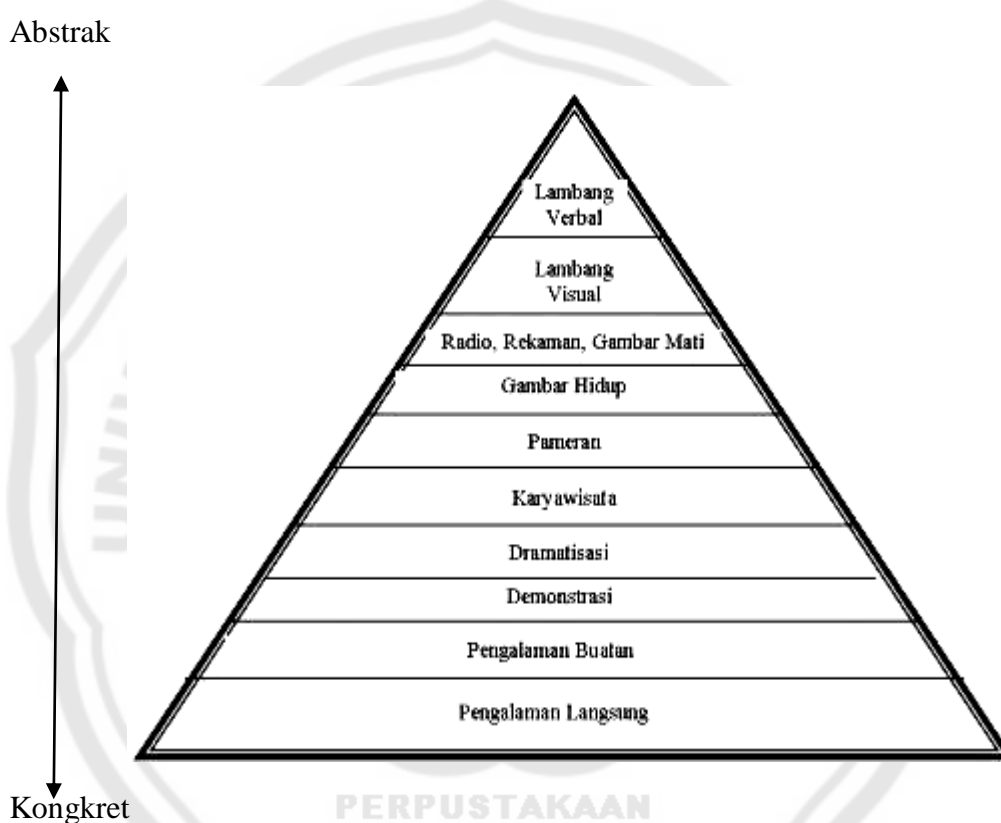 Abstrak
Lambang
Verbal
Lambang
Visual
Radio, Rekaman, Gambar Mati
Gambar Hidup
Pameran
Karyawisata
Dramatisasi
Demonstrasi
Pengalaman Buatan
Pengalaman Langsung
Kongkret
PERPUSTAKAAN